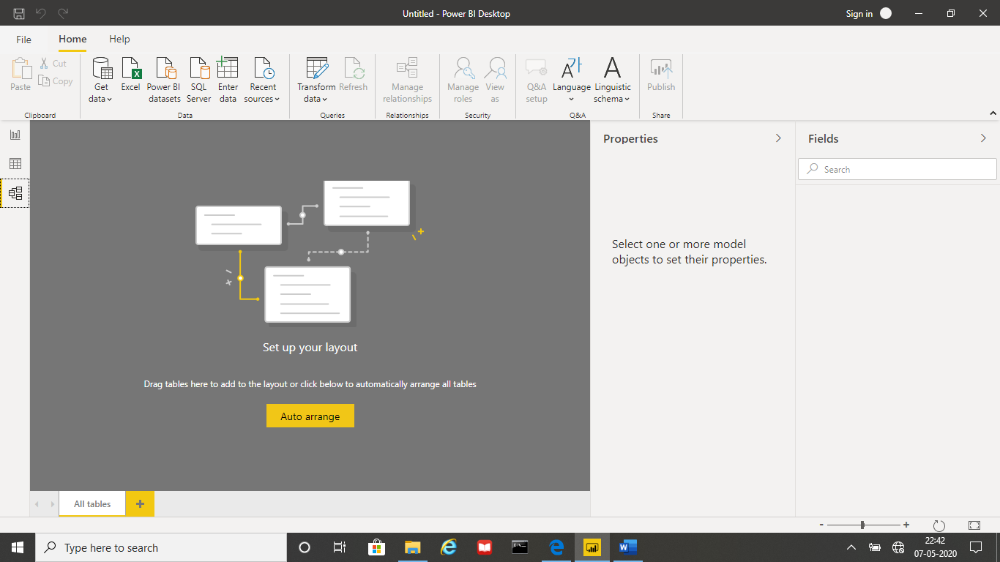 Untitled - Power BI Desktop
Sign in
File
Home
Help
Paste
Cut
Copy
Clipboard
Get
data
Excel
Power BI
datasets
SQL
Server
Enter
data
Recent
sources
Data
Transform
data
Refresh
Queries
Manage
relationships
Relationships
Manage
roles
View
as
Security
Q&A
setup
Language
Linguistic
schema
Q&A
Publish
Share
Properties
Fields
Search
Select one or more model
objects to set their properties.
Set up your layout
Drag tables here to add to the layout or click below to automatically arrange all tables
Auto arrange
All tables
Type here to search
22:42
07-05-2020